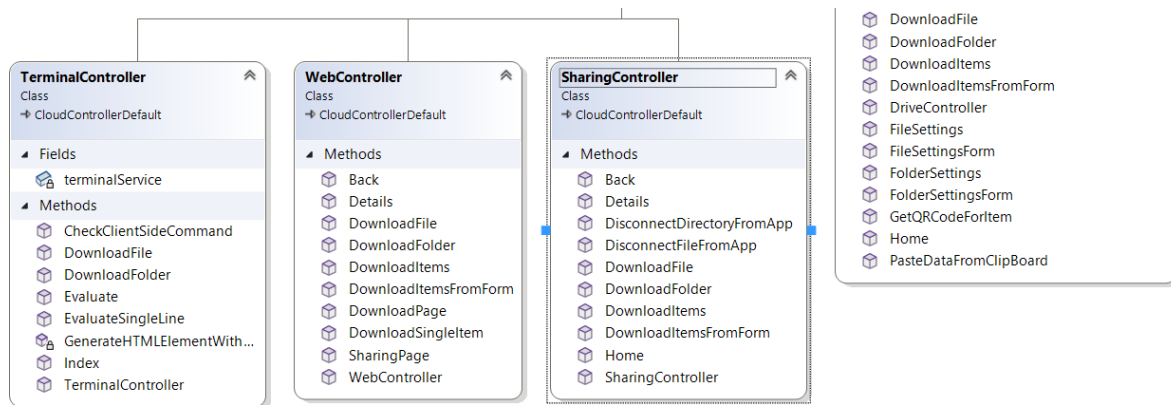 TerminalController
Class
CloudControllerDefault
Fields
terminalService
Methods
CheckClientSideCommand
DownloadFile
DownloadFolder
Evaluate
EvaluateSingleLine
GenerateHTMLElementWith...
Index
TerminalController
WebController
Class
CloudControllerDefault
Methods
Back
Details
DownloadFile
DownloadFolder
DownloadItems
DownloadItemsFromForm
DownloadPage
DownloadSingleItem
SharingPage
WebController
SharingController
Class
CloudControllerDefault
Methods
Back
Details
DisconnectDirectoryFromApp
DisconnectFileFromApp
DownloadFile
DownloadFolder
DownloadItems
DownloadItemsFromForm
Home
SharingController
DownloadFile
DownloadFolder
DownloadItems
DownloadItemsFromForm
DriveController
FileSettings
FileSettingsForm
FolderSettings
FolderSettingsForm
GetQRCodeForItem
Home
PasteDataFromClipBoard